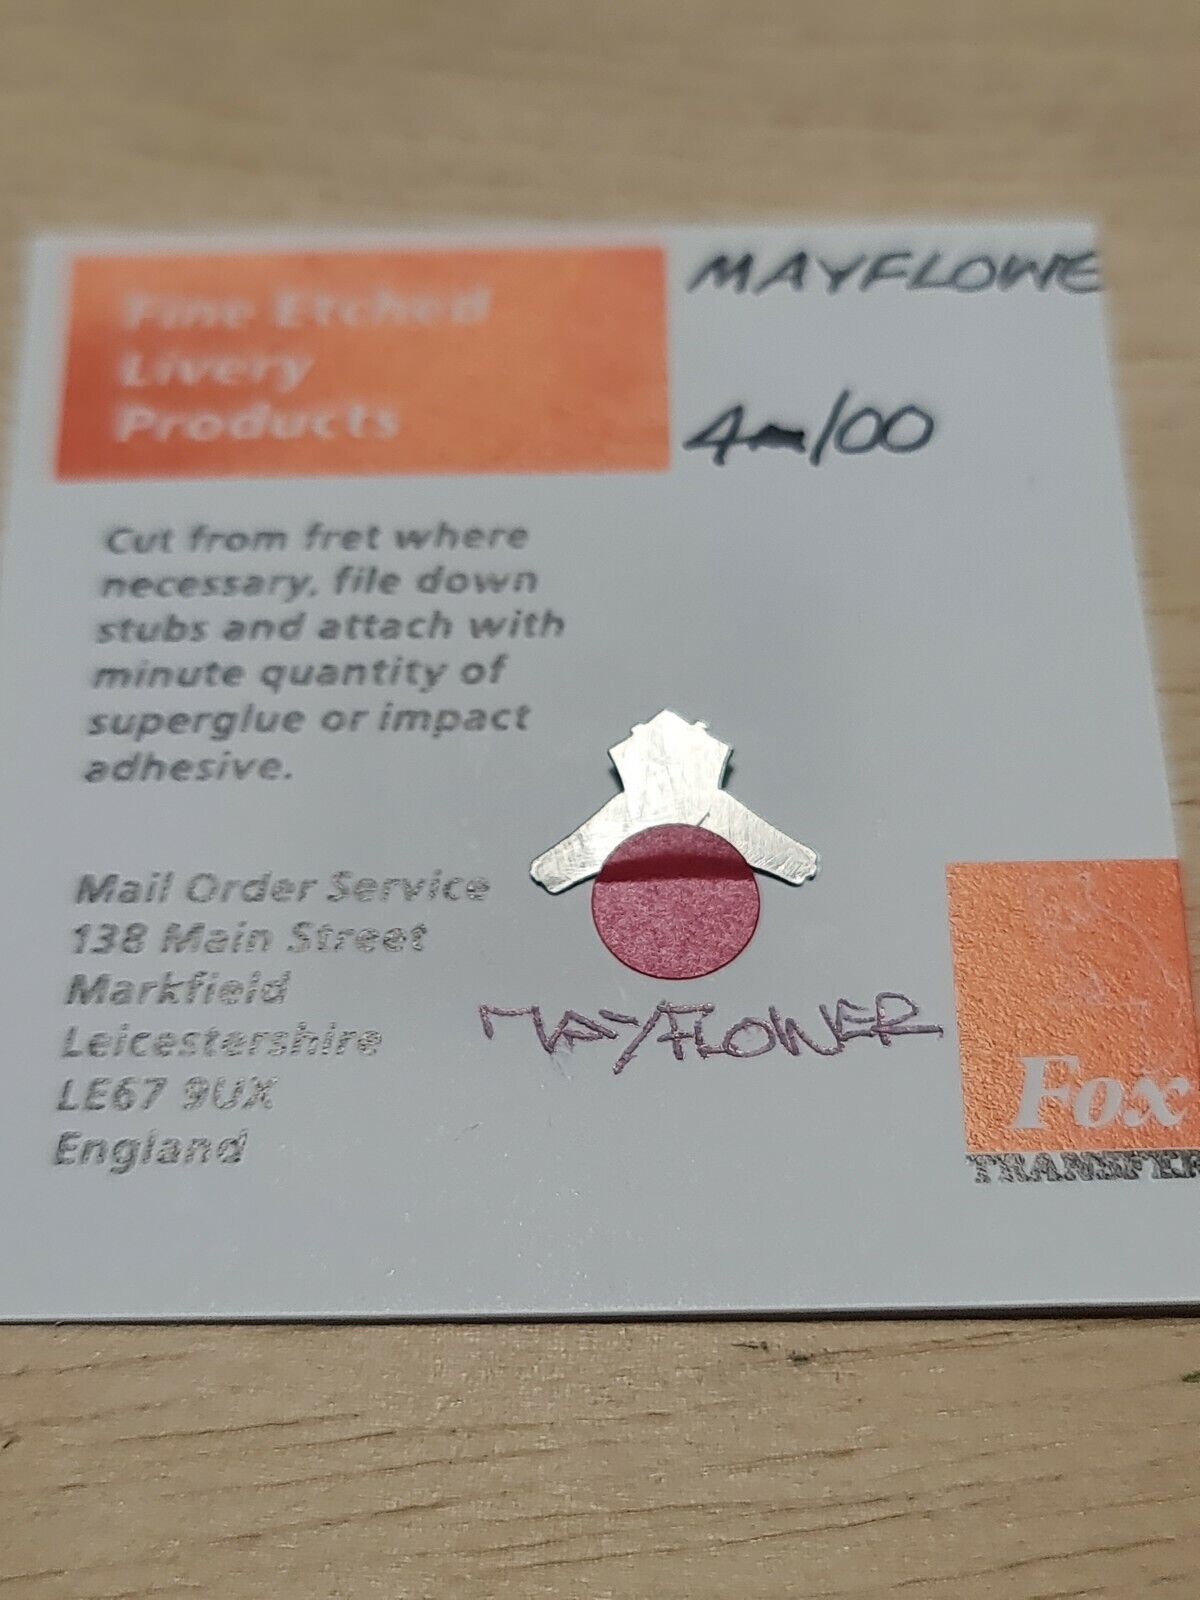 Fine Etched
Livery
Products
MAYFLOWE
4mm/00
Cut from fret where
necessary, file down
stubs and attach with
minute quantity of
superglue or impact
adhesive.
Mail Order Service
138 Main Street
Markfield
Leicestershire
LE67 9UX
England
MAYFLOWER
Fox
TRANSFER